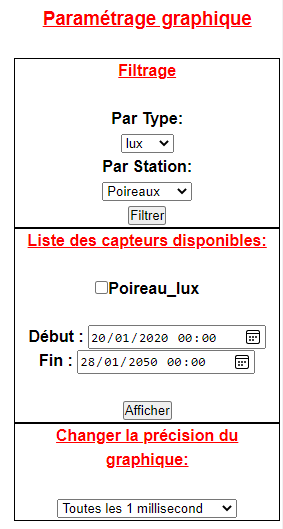 Paramétrage graphique
Filtrage
Par Type:
lux
Par Station:
Poireaux
Filtrer
Liste des capteurs disponibles:
Poireau_lux
Début : 20/01/2020 00:00
Fin : 28/01/2050 00:00
Afficher
Changer la précision du
graphique:
Toutes les 1 millisecond